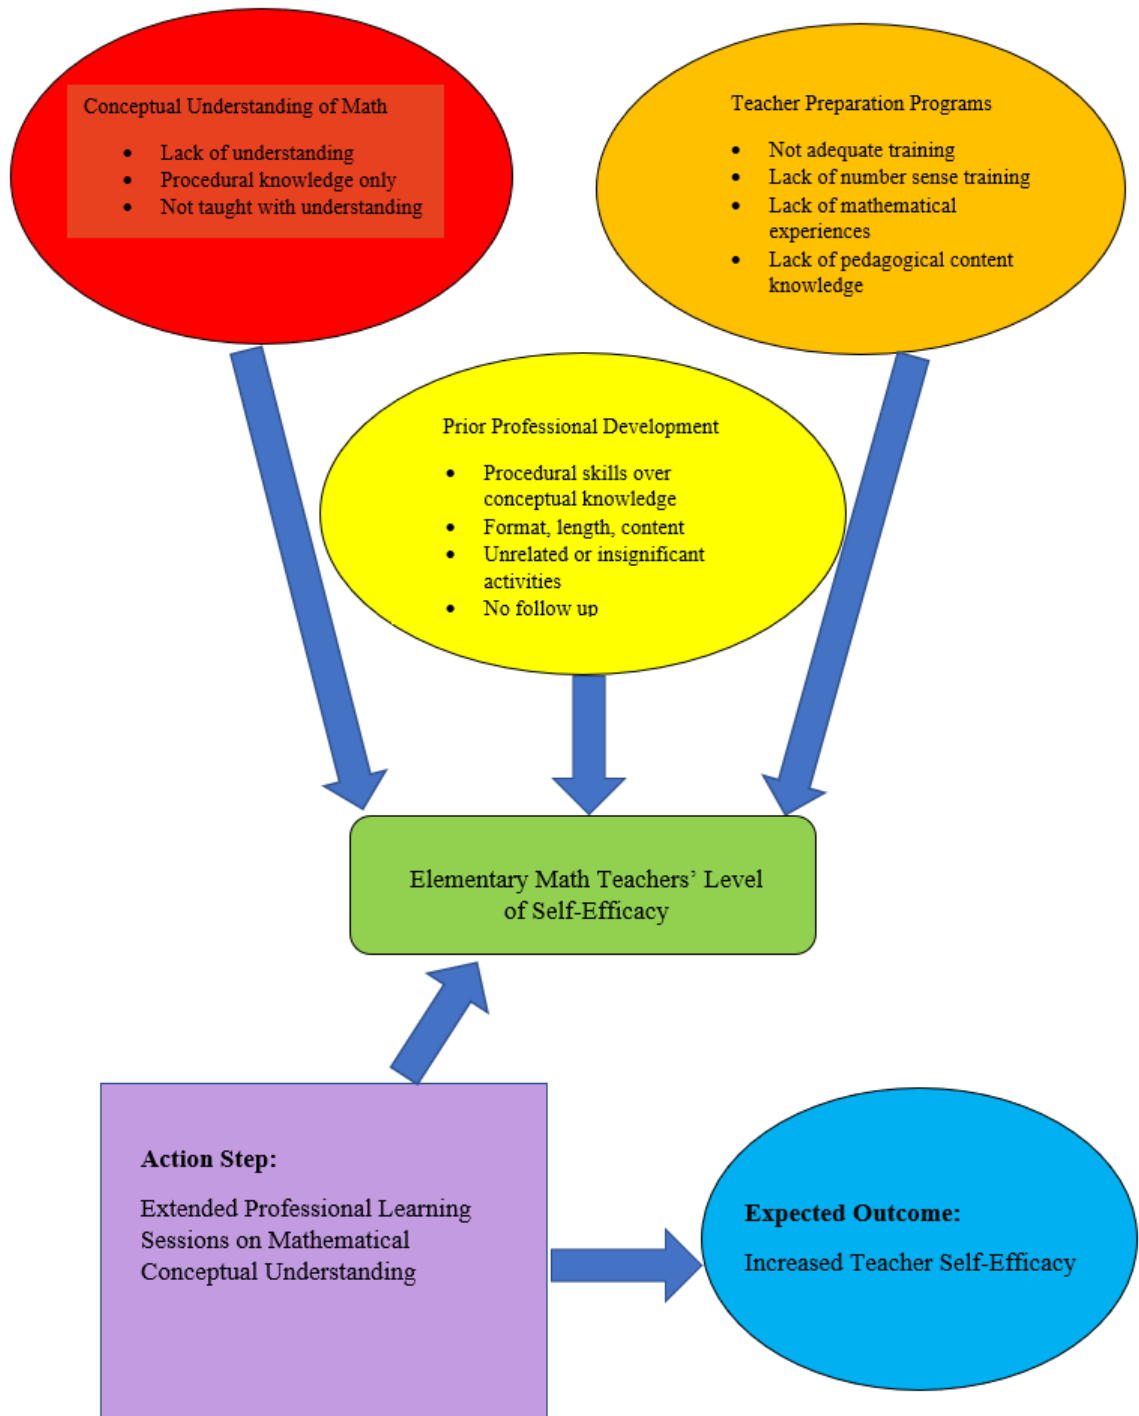 Conceptual Understanding of Math
• Lack of understanding
• Procedural knowledge only
• Not taught with understanding
Teacher Preparation Programs
• Not adequate training
• Lack of number sense training
• Lack of mathematical
experiences
• Lack of pedagogical content
knowledge
Prior Professional Development
• Procedural skills over
conceptual knowledge
• Format, length, content
• Unrelated or insignificant
activities
• No follow up
Elementary Math Teachers’ Level
of Self-Efficacy
Action Step:
Extended Professional Learning
Sessions on Mathematical
Conceptual Understanding
Expected Outcome:
Increased Teacher Self-Efficacy